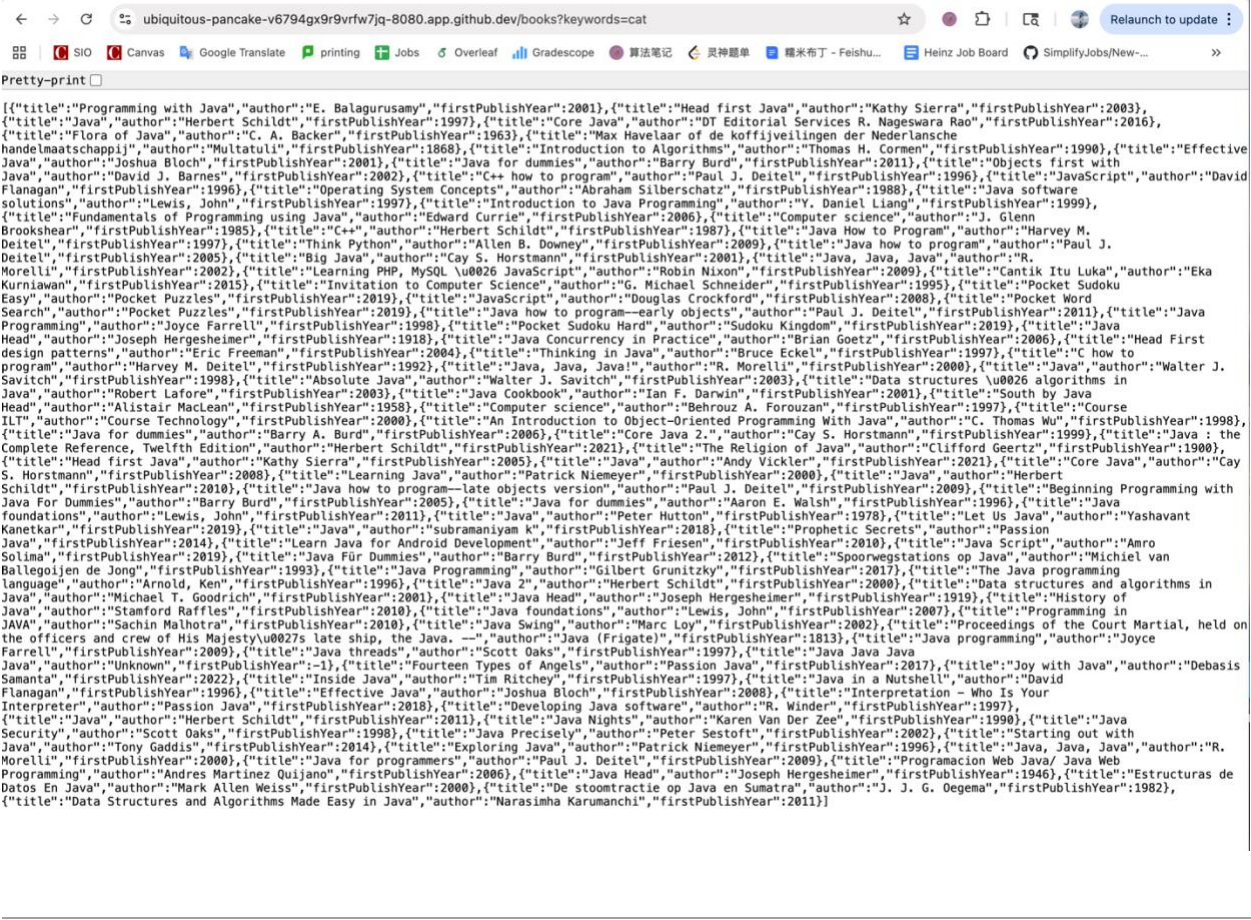 ubiquitous-pancake-v6794gx9r9vrfw7jq-8080.app.github.dev/books?keywords=cat
Relaunch to update
SIO
Canvas
Google Translate
printing
Jobs
Overleaf
Gradescope
算法笔记
灵神题单
糯米布丁 - Feishu...
Heinz Job Board
SimplifyJobs/New-...
»
Pretty-print
[{"title":"Programming with Java","author":"E. Balagurusamy","firstPublishYear":2001},{"title":"Head first Java","author":"Kathy Sierra","firstPublishYear":2003},
{"title":"Java","author":"Herbert Schildt","firstPublishYear":1997},{"title":"Core Java","author":"DT Editorial Services R. Nageswara Rao","firstPublishYear":2016},
{"title":"Flora of Java","author":"C. A. Backer","firstPublishYear":1963},{"title":"Max Havelaar of de koffijveilingen der Nederlansche
handelmaatschappij","author":"Multatuli","firstPublishYear":1868},{"title":"Introduction to Algorithms","author":"Thomas H. Cormen","firstPublishYear":1990},{"title":"Effective
Java","author":"Joshua Bloch","firstPublishYear":2001},{"title":"Java for dummies","author":"Barry Burd","firstPublishYear":2011},{"title":"Objects first with
Java","author":"David J. Barnes","firstPublishYear":2002},{"title":"C++ how to program","author":"Paul J. Deitel","firstPublishYear":1996},{"title":"JavaScript","author":"David
Flanagan","firstPublishYear":1996},{"title":"Operating System Concepts","author":"Abraham Silberschatz","firstPublishYear":1988},{"title":"Java software
solutions","author":"Lewis, John","firstPublishYear":1997},{"title":"Introduction to Java Programming","author":"Y. Daniel Liang","firstPublishYear":1999},
{"title":"Fundamentals of Programming using Java","author":"Edward Currie","firstPublishYear":2006},{"title":"Computer science","author":"J. Glenn
Brookshear","firstPublishYear":1985},{"title":"C++","author":"Herbert Schildt","firstPublishYear":1987},{"title":"Java How to Program","author":"Harvey M.
Deitel","firstPublishYear":1997},{"title":"Think Python","author":"Allen B. Downey","firstPublishYear":2009},{"title":"Java how to program","author":"Paul J.
Deitel","firstPublishYear":2005},{"title":"Big Java","author":"Cay S. Horstmann","firstPublishYear":2001},{"title":"Java, Java, Java","author":"R.
Morelli","firstPublishYear":2002},{"title":"Learning PHP, MySQL \u0026 JavaScript","author":"Robin Nixon","firstPublishYear":2009},{"title":"Cantik Itu Luka","author":"Eka
Kurniawan","firstPublishYear":2015},{"title":"Invitation to Computer Science","author":"G. Michael Schneider","firstPublishYear":1995},{"title":"Pocket Sudoku
Easy","author":"Pocket Puzzles","firstPublishYear":2019},{"title":"JavaScript","author":"Douglas Crockford","firstPublishYear":2008},{"title":"Pocket Word
Search","author":"Pocket Puzzles","firstPublishYear":2019},{"title":"Java how to program--early objects","author":"Paul J. Deitel","firstPublishYear":2011},{"title":"Java
Programming","author":"Joyce Farrell","firstPublishYear":1998},{"title":"Pocket Sudoku Hard","author":"Sudoku Kingdom","firstPublishYear":2019},{"title":"Java
Head","author":"Joseph Hergesheimer","firstPublishYear":1918},{"title":"Java Concurrency in Practice","author":"Brian Goetz","firstPublishYear":2006},{"title":"Head First
design patterns","author":"Eric Freeman","firstPublishYear":2004},{"title":"Thinking in Java","author":"Bruce Eckel","firstPublishYear":1997},{"title":"C how to
program","author":"Harvey M. Deitel","firstPublishYear":1992},{"title":"Java, Java, Java!","author":"R. Morelli","firstPublishYear":2000},{"title":"Java","author":"Walter J.
Savitch","firstPublishYear":1998},{"title":"Absolute Java","author":"Walter J. Savitch","firstPublishYear":2003},{"title":"Data structures \u0026 algorithms in
Java","author":"Robert Lafore","firstPublishYear":2003},{"title":"Java Cookbook","author":"Ian F. Darwin","firstPublishYear":2001},{"title":"South by Java
Head","author":"Alistair MacLean","firstPublishYear":1958},{"title":"Computer science","author":"Behrouz A. Forouzan","firstPublishYear":1997},{"title":"Course
ILT","author":"Course Technology","firstPublishYear":2000},{"title":"An Introduction to Object-Oriented Programming With Java","author":"C. Thomas Wu","firstPublishYear":1998},
{"title":"Java for dummies","author":"Barry A. Burd","firstPublishYear":2006},{"title":"Core Java 2.","author":"Cay S. Horstmann","firstPublishYear":1999},{"title":"Java : the
Complete Reference, Twelfth Edition","author":"Herbert Schildt","firstPublishYear":2021},{"title":"The Religion of Java","author":"Clifford Geertz","firstPublishYear":1900},
{"title":"Head first Java","author":"Kathy Sierra","firstPublishYear":2005},{"title":"Java","author":"Andy Vickler","firstPublishYear":2021},{"title":"Core Java","author":"Cay
S. Horstmann","firstPublishYear":2008},{"title":"Learning Java","author":"Patrick Niemeyer","firstPublishYear":2000},{"title":"Java","author":"Herbert
Schildt","firstPublishYear":2010},{"title":"Java how to program--late objects version","author":"Paul J. Deitel","firstPublishYear":2009},{"title":"Beginning Programming with
Java For Dummies","author":"Barry Burd","firstPublishYear":2005},{"title":"Java for dummies","author":"Aaron E. Walsh","firstPublishYear":1996},{"title":"Java
foundations","author":"Lewis, John","firstPublishYear":2011},{"title":"Java","author":"Peter Hutton","firstPublishYear":1978},{"title":"Let Us Java","author":"Yashavant
Kanetkar","firstPublishYear":2019},{"title":"Java","author":"subramaniyam k","firstPublishYear":2018},{"title":"Prophetic Secrets","author":"Passion
Java","firstPublishYear":2014},{"title":"Learn Java for Android Development","author":"Jeff Friesen","firstPublishYear":2010},{"title":"Java Script","author":"Amro
Solima","firstPublishYear":2019},{"title":"Java Für Dummies","author":"Barry Burd","firstPublishYear":2012},{"title":"Spoorwegstations op Java","author":"Michiel van
Ballegoijen de Jong","firstPublishYear":1993},{"title":"Java Programming","author":"Gilbert Grunitzky","firstPublishYear":2017},{"title":"The Java programming
language","author":"Arnold, Ken","firstPublishYear":1996},{"title":"Java 2","author":"Herbert Schildt","firstPublishYear":2000},{"title":"Data structures and algorithms in
Java","author":"Michael T. Goodrich","firstPublishYear":2001},{"title":"Java Head","author":"Joseph Hergesheimer","firstPublishYear":1919},{"title":"History of
Java","author":"Stamford Raffles","firstPublishYear":2010},{"title":"Java foundations","author":"Lewis, John","firstPublishYear":2007},{"title":"Programming in
JAVA","author":"Sachin Malhotra","firstPublishYear":2010},{"title":"Java Swing","author":"Marc Loy","firstPublishYear":2002},{"title":"Proceedings of the Court Martial, held on
the officers and crew of His Majesty\u0027s late ship, the Java. --","author":"Java (Frigate)","firstPublishYear":1813},{"title":"Java programming","author":"Joyce
Farrell","firstPublishYear":2009},{"title":"Java threads","author":"Scott Oaks","firstPublishYear":1997},{"title":"Java Java Java
Java","author":"Unknown","firstPublishYear":-1},{"title":"Fourteen Types of Angels","author":"Passion Java","firstPublishYear":2017},{"title":"Joy with Java","author":"Debasis
Samanta","firstPublishYear":2022},{"title":"Inside Java","author":"Tim Ritchey","firstPublishYear":1997},{"title":"Java in a Nutshell","author":"David
Flanagan","firstPublishYear":1996},{"title":"Effective Java","author":"Joshua Bloch","firstPublishYear":2008},{"title":"Interpretation - Who Is Your
Interpreter","author":"Passion Java","firstPublishYear":2018},{"title":"Developing Java software","author":"R. Winder","firstPublishYear":1997},
{"title":"Java","author":"Herbert Schildt","firstPublishYear":2011},{"title":"Java Nights","author":"Karen Van Der Zee","firstPublishYear":1990},{"title":"Java
Security","author":"Scott Oaks","firstPublishYear":1998},{"title":"Java Precisely","author":"Peter Sestoft","firstPublishYear":2002},{"title":"Starting out with
Java","author":"Tony Gaddis","firstPublishYear":2014},{"title":"Exploring Java","author":"Patrick Niemeyer","firstPublishYear":1996},{"title":"Java, Java, Java","author":"R.
Morelli","firstPublishYear":2000},{"title":"Java for programmers","author":"Paul J. Deitel","firstPublishYear":2009},{"title":"Programacion Web Java/ Java Web
Programming","author":"Andres Martinez Quijano","firstPublishYear":2006},{"title":"Java Head","author":"Joseph Hergesheimer","firstPublishYear":1946},{"title":"Estructuras de
Datos En Java","author":"Mark Allen Weiss","firstPublishYear":2000},{"title":"De stoomtractie op Java en Sumatra","author":"J. J. G. Oegema","firstPublishYear":1982},
{"title":"Data Structures and Algorithms Made Easy in Java","author":"Narasimha Karumanchi","firstPublishYear":2011}]